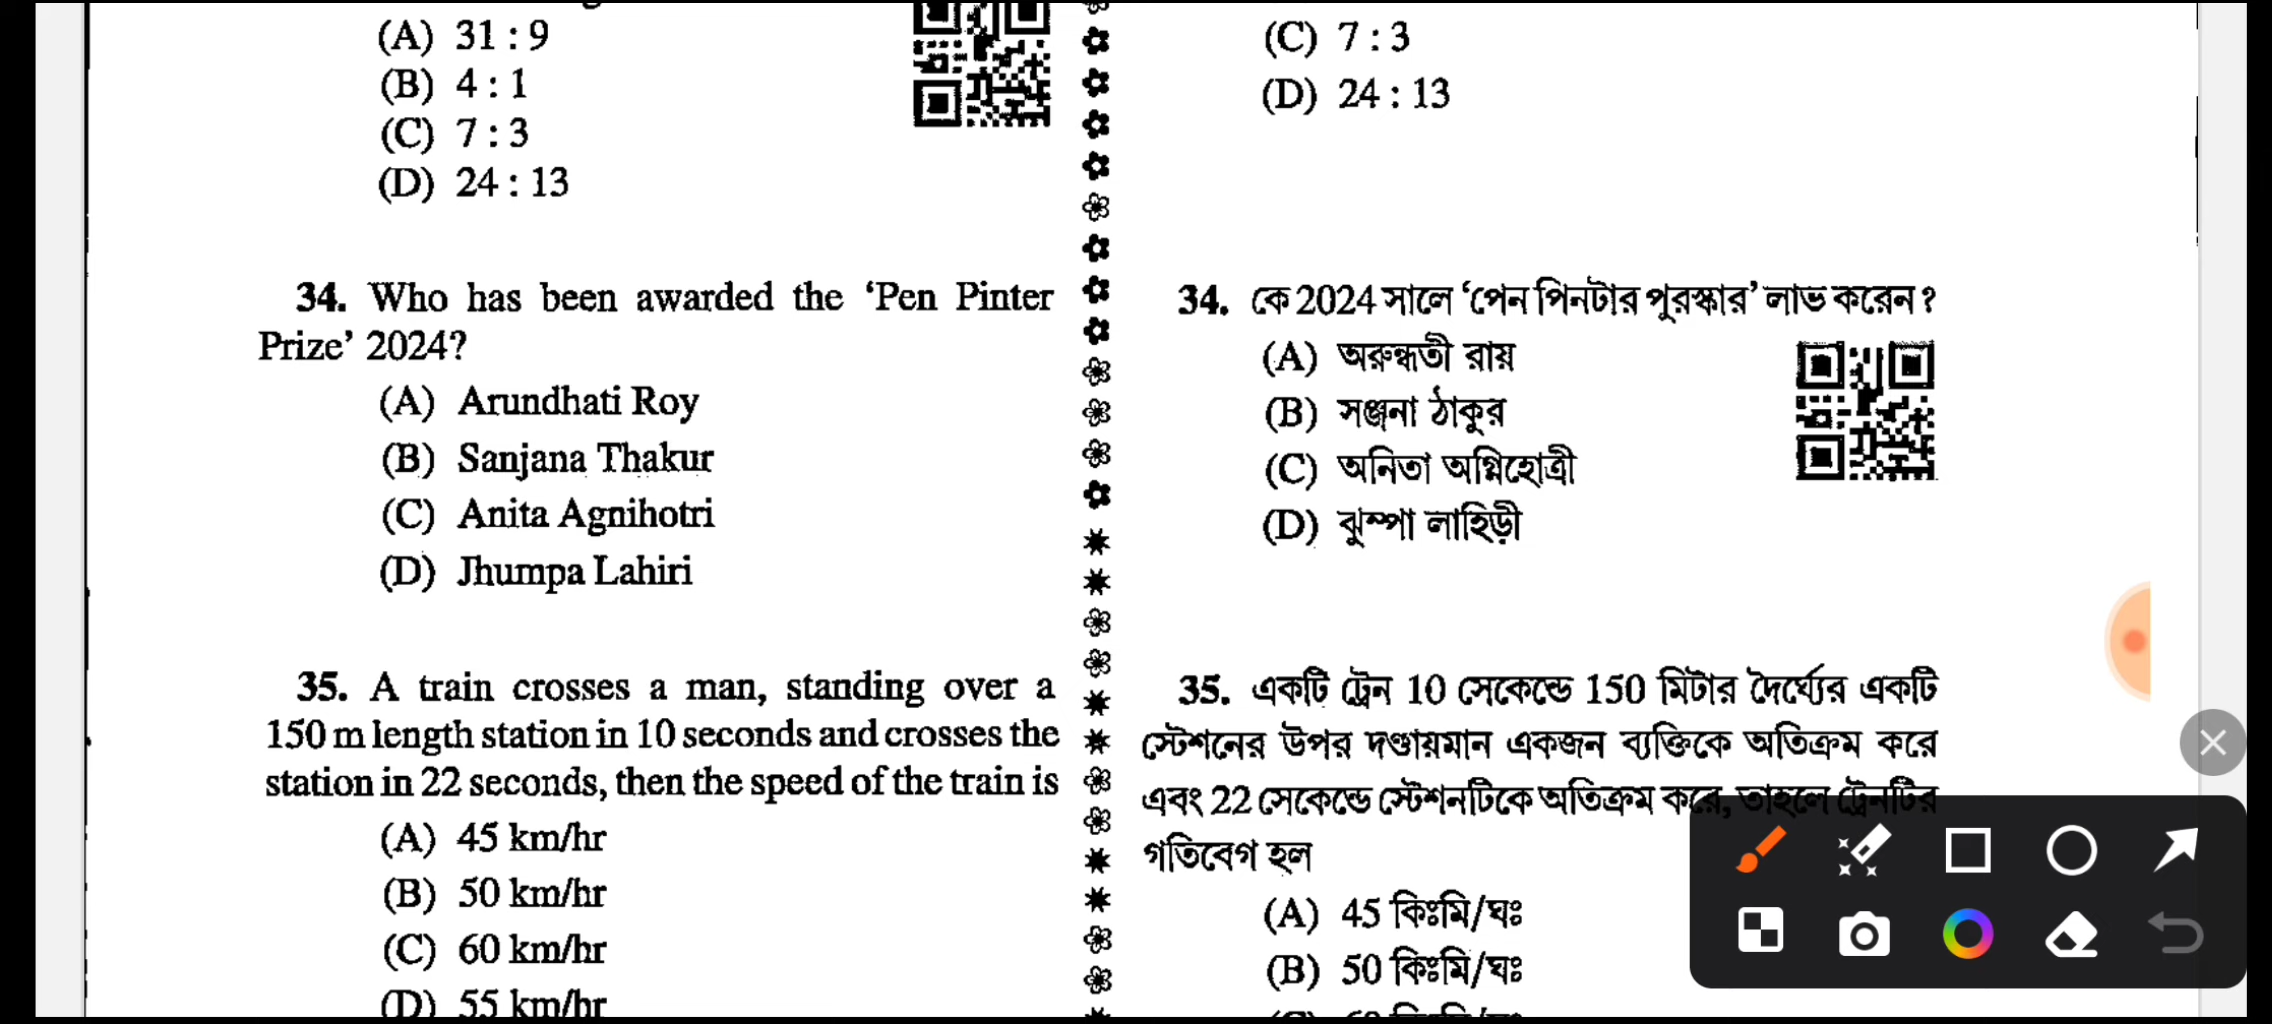 (A) 31 : 9
(B) 4 : 1
(C) 7 : 3
(D) 24 : 13
34. Who has been awarded the ‘Pen Pinter
Prize’ 2024?
(A) Arundhati Roy
(B) Sanjana Thakur
(C) Anita Agnihotri
(D) Jhumpa Lahiri
35. A train crosses a man, standing over a
150 m length station in 10 seconds and crosses the
station in 22 seconds, then the speed of the train is
(A) 45 km/hr
(B) 50 km/hr
(C) 60 km/hr
(D) 55 km/hr
(C) 7 : 3
(D) 24 : 13
34. কে 2024 সালে ‘পেন পিনটার পুরস্কার’ লাভ করেন ?
(A) অরুন্ধতী রায়
(B) সঞ্জনা ঠাকুর
(C) অনিতা অগ্নিহোত্রী
(D) ঝুম্পা লাহিড়ী
35. একটি ট্রেন 10 সেকেন্ডে 150 মিটার দৈর্ঘ্যের একটি
স্টেশনের উপর দণ্ডায়মান একজন ব্যক্তিকে অতিক্রম করে
এবং 22 সেকেন্ডে স্টেশনটিকে অতিক্রম করে, তাহলে ট্রেনটির
গতিবেগ হল
(A) 45 কিঃমি/ঘঃ
(B) 50 কিঃমি/ঘঃ